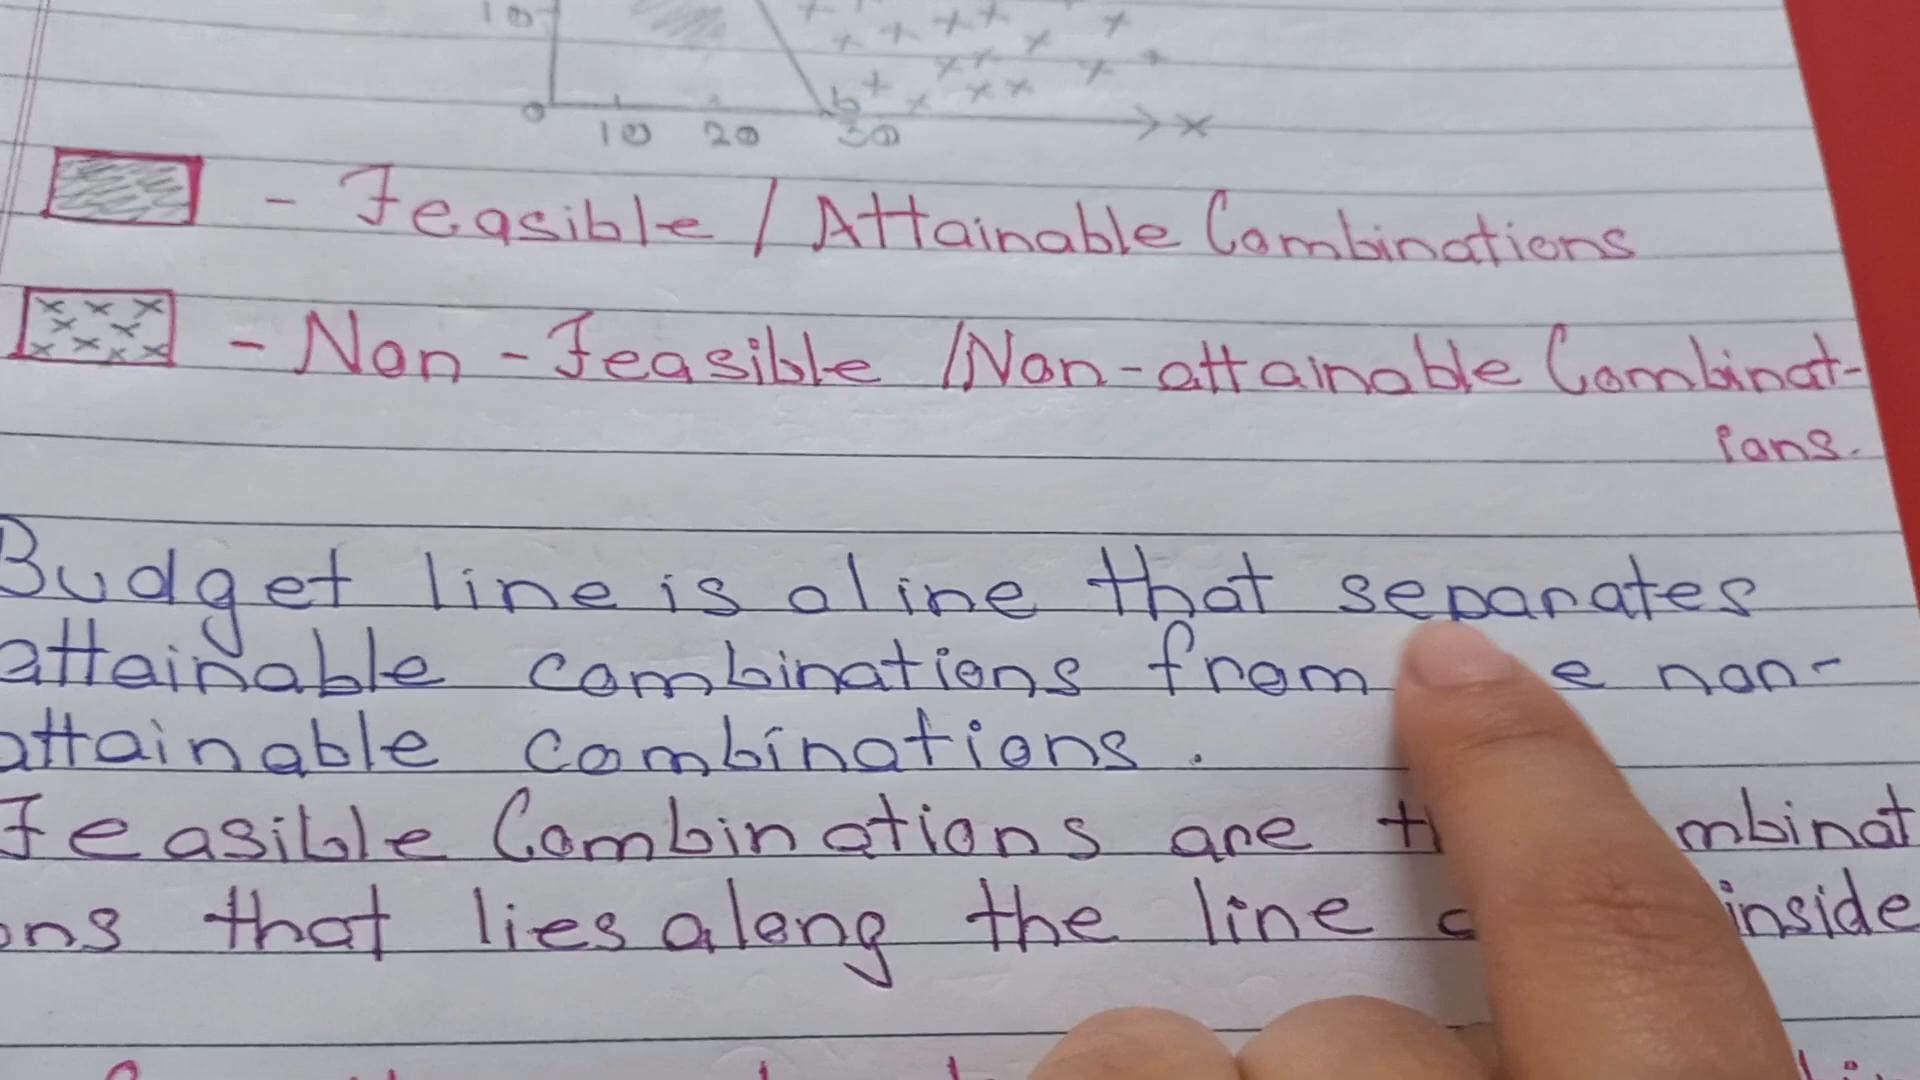 10
b
0 10 20 30 x
- Feasible / Attainable Combinations
- Non - Feasible / Non-attainable Combinat-
ions.
Budget line is a line that separates
attainable combinations from e non-
attainable combinations.
Feasible Combinations are mbinat
ons that lies along the line inside